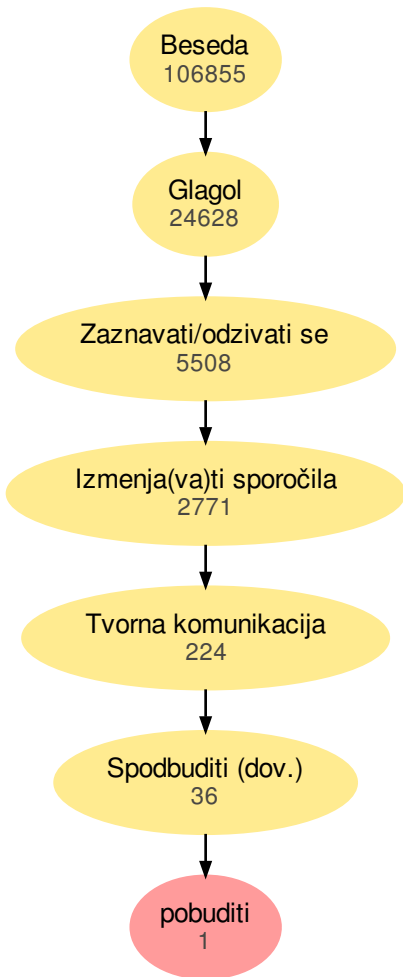 Beseda
106855
Glagol
24628
Zaznavati/odzivati se
5508
Izmenja(va)ti sporočila
2771
Tvorna komunikacija
224
Spodbuditi (dov.)
36
pobuditi
1